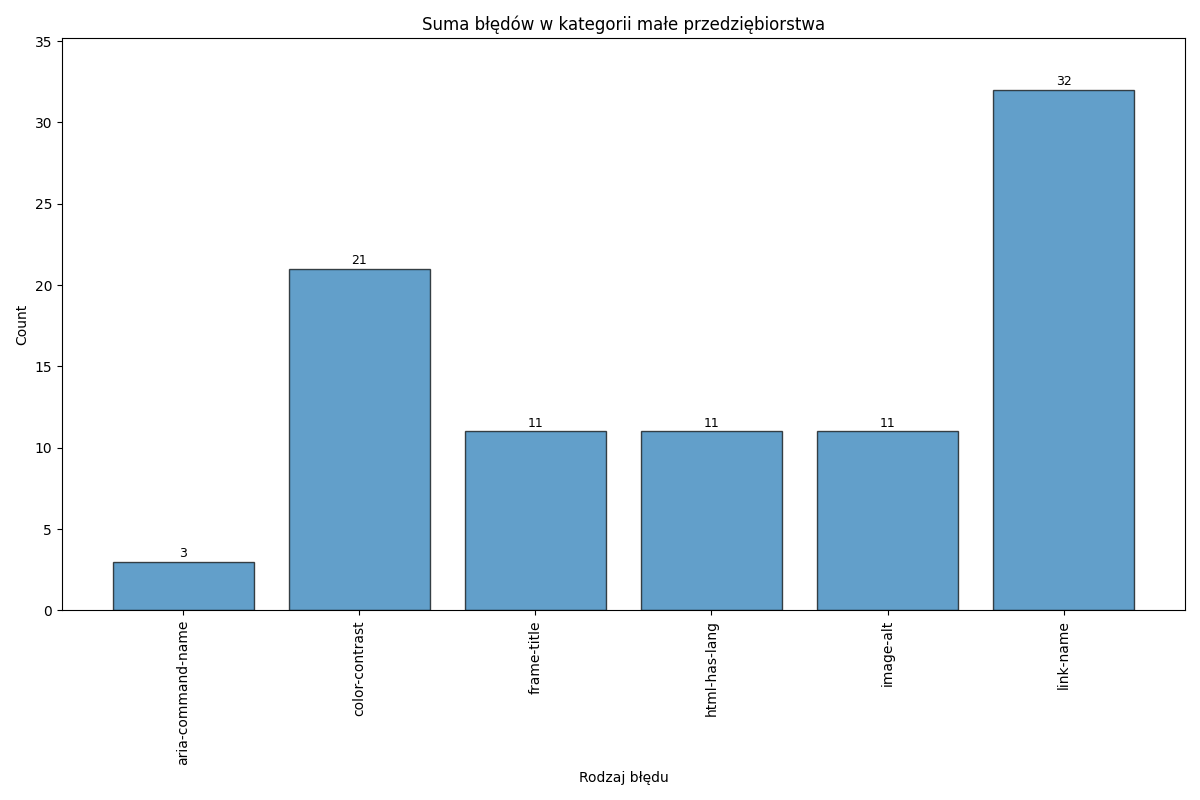 Suma błędów w kategorii małe przedziębiorstwa
35
30
25
20
15
10
5
0
Count
3
21
11
11
11
32
aria-command-name
color-contrast
frame-title
html-has-lang
image-alt
link-name
Rodzaj błędu